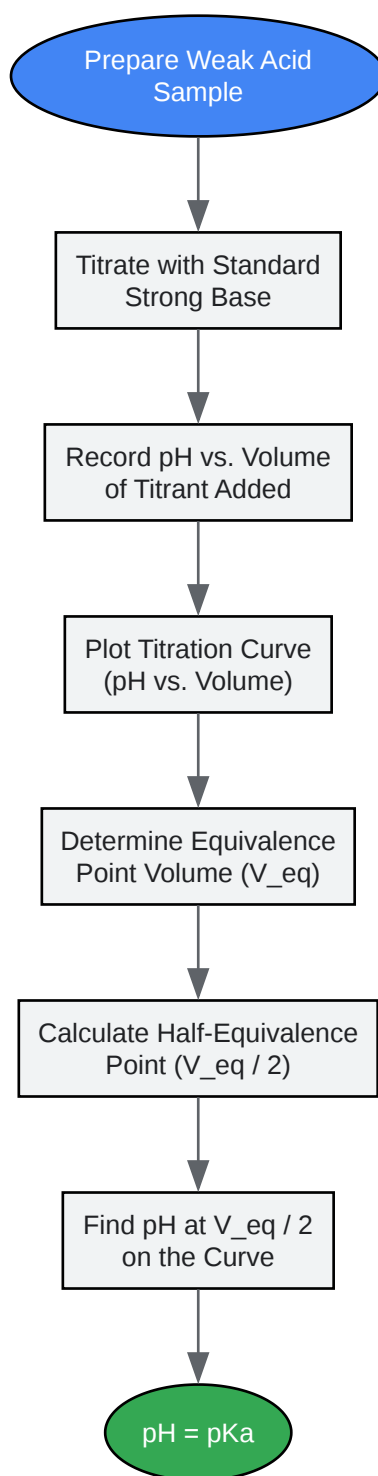 Prepare Weak Acid
Sample
Titrate with Standard
Strong Base
Record pH vs. Volume
of Titrant Added
Plot Titration Curve
(pH vs. Volume)
Determine Equivalence
Point Volume (V_eq)
Calculate Half-Equivalence
Point (V_eq / 2)
Find pH at V_eq / 2
on the Curve
pH = pKa